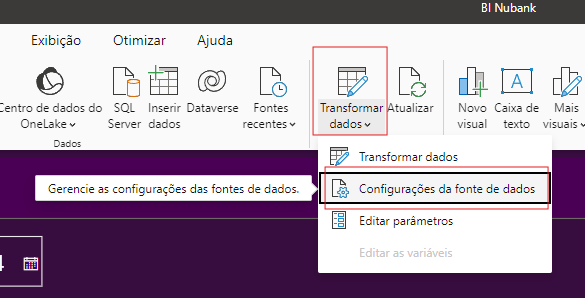 BI Nubank
Exibição Otimizar Ajuda
Centro de dados do
OneLake
SQL
Server
Inserir
dados
Dataverse
Fontes
recentes
Transformar
dados
Atualizar
Novo
visual
Caixa de
texto
Mais
visuais
Dados
Transformar dados
Gerencie as configurações das fontes de dados.
Configurações da fonte de dados
Editar parâmetros
Editar as variáveis